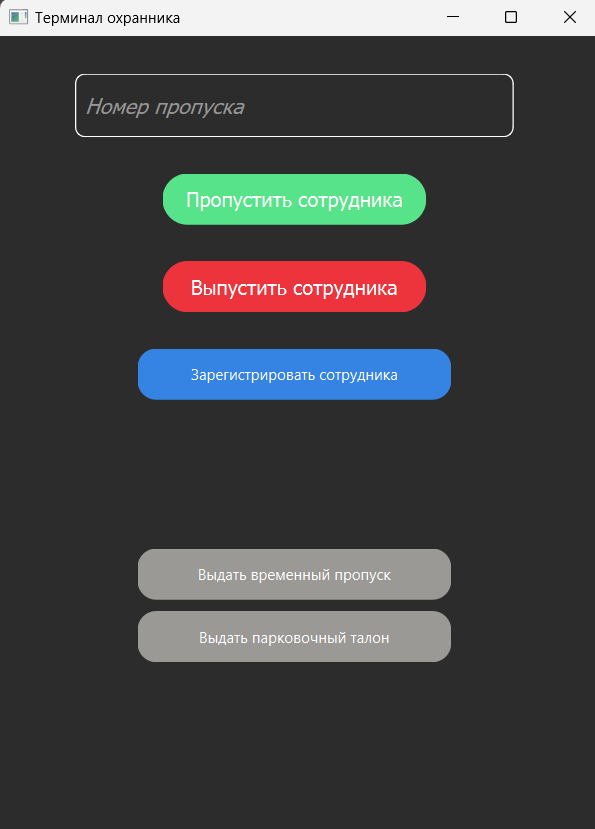 Терминал охранника
Номер пропуска
Пропустить сотрудника
Выпустить сотрудника
Зарегистрировать сотрудника
Выдать временный пропуск
Выдать парковочный талон